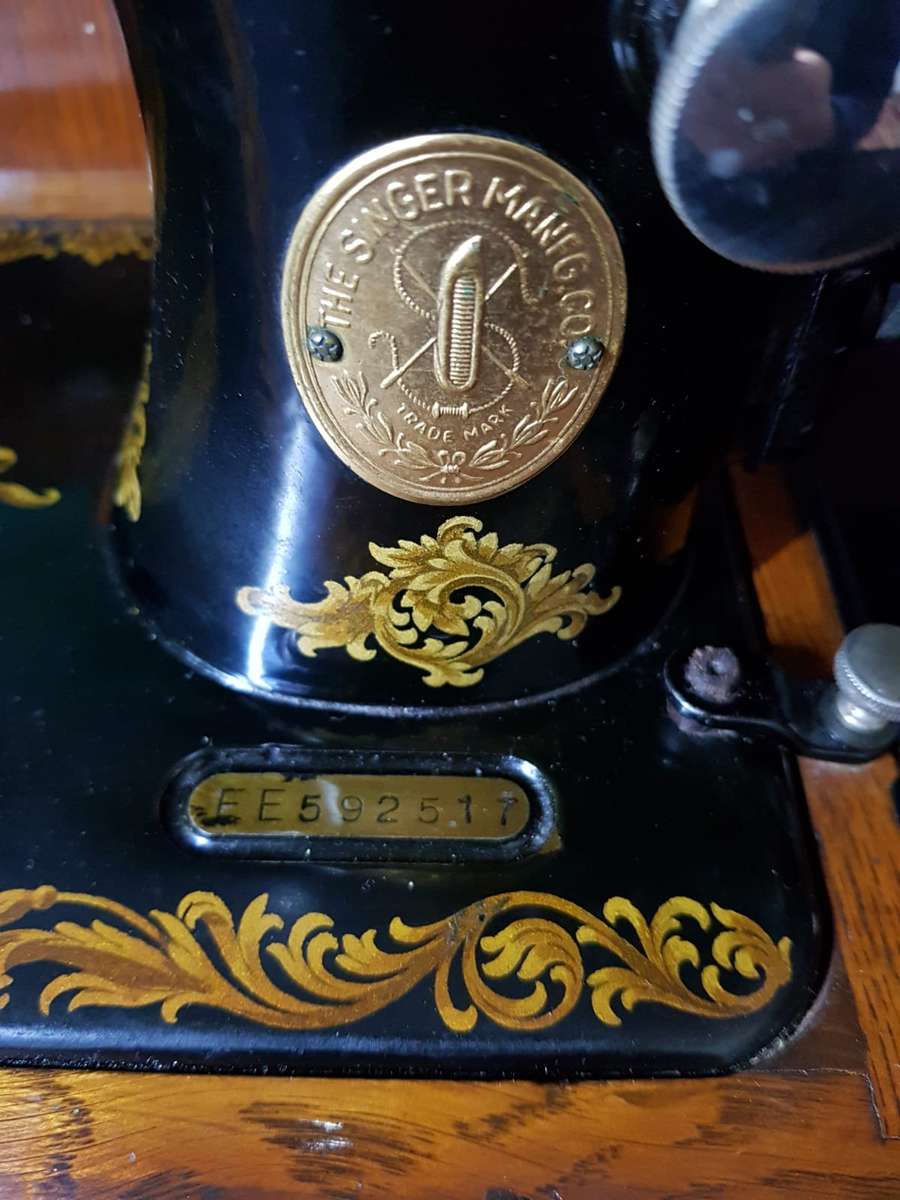 THE SINGER MANFG. CO.
TRADE MARK
EE592517